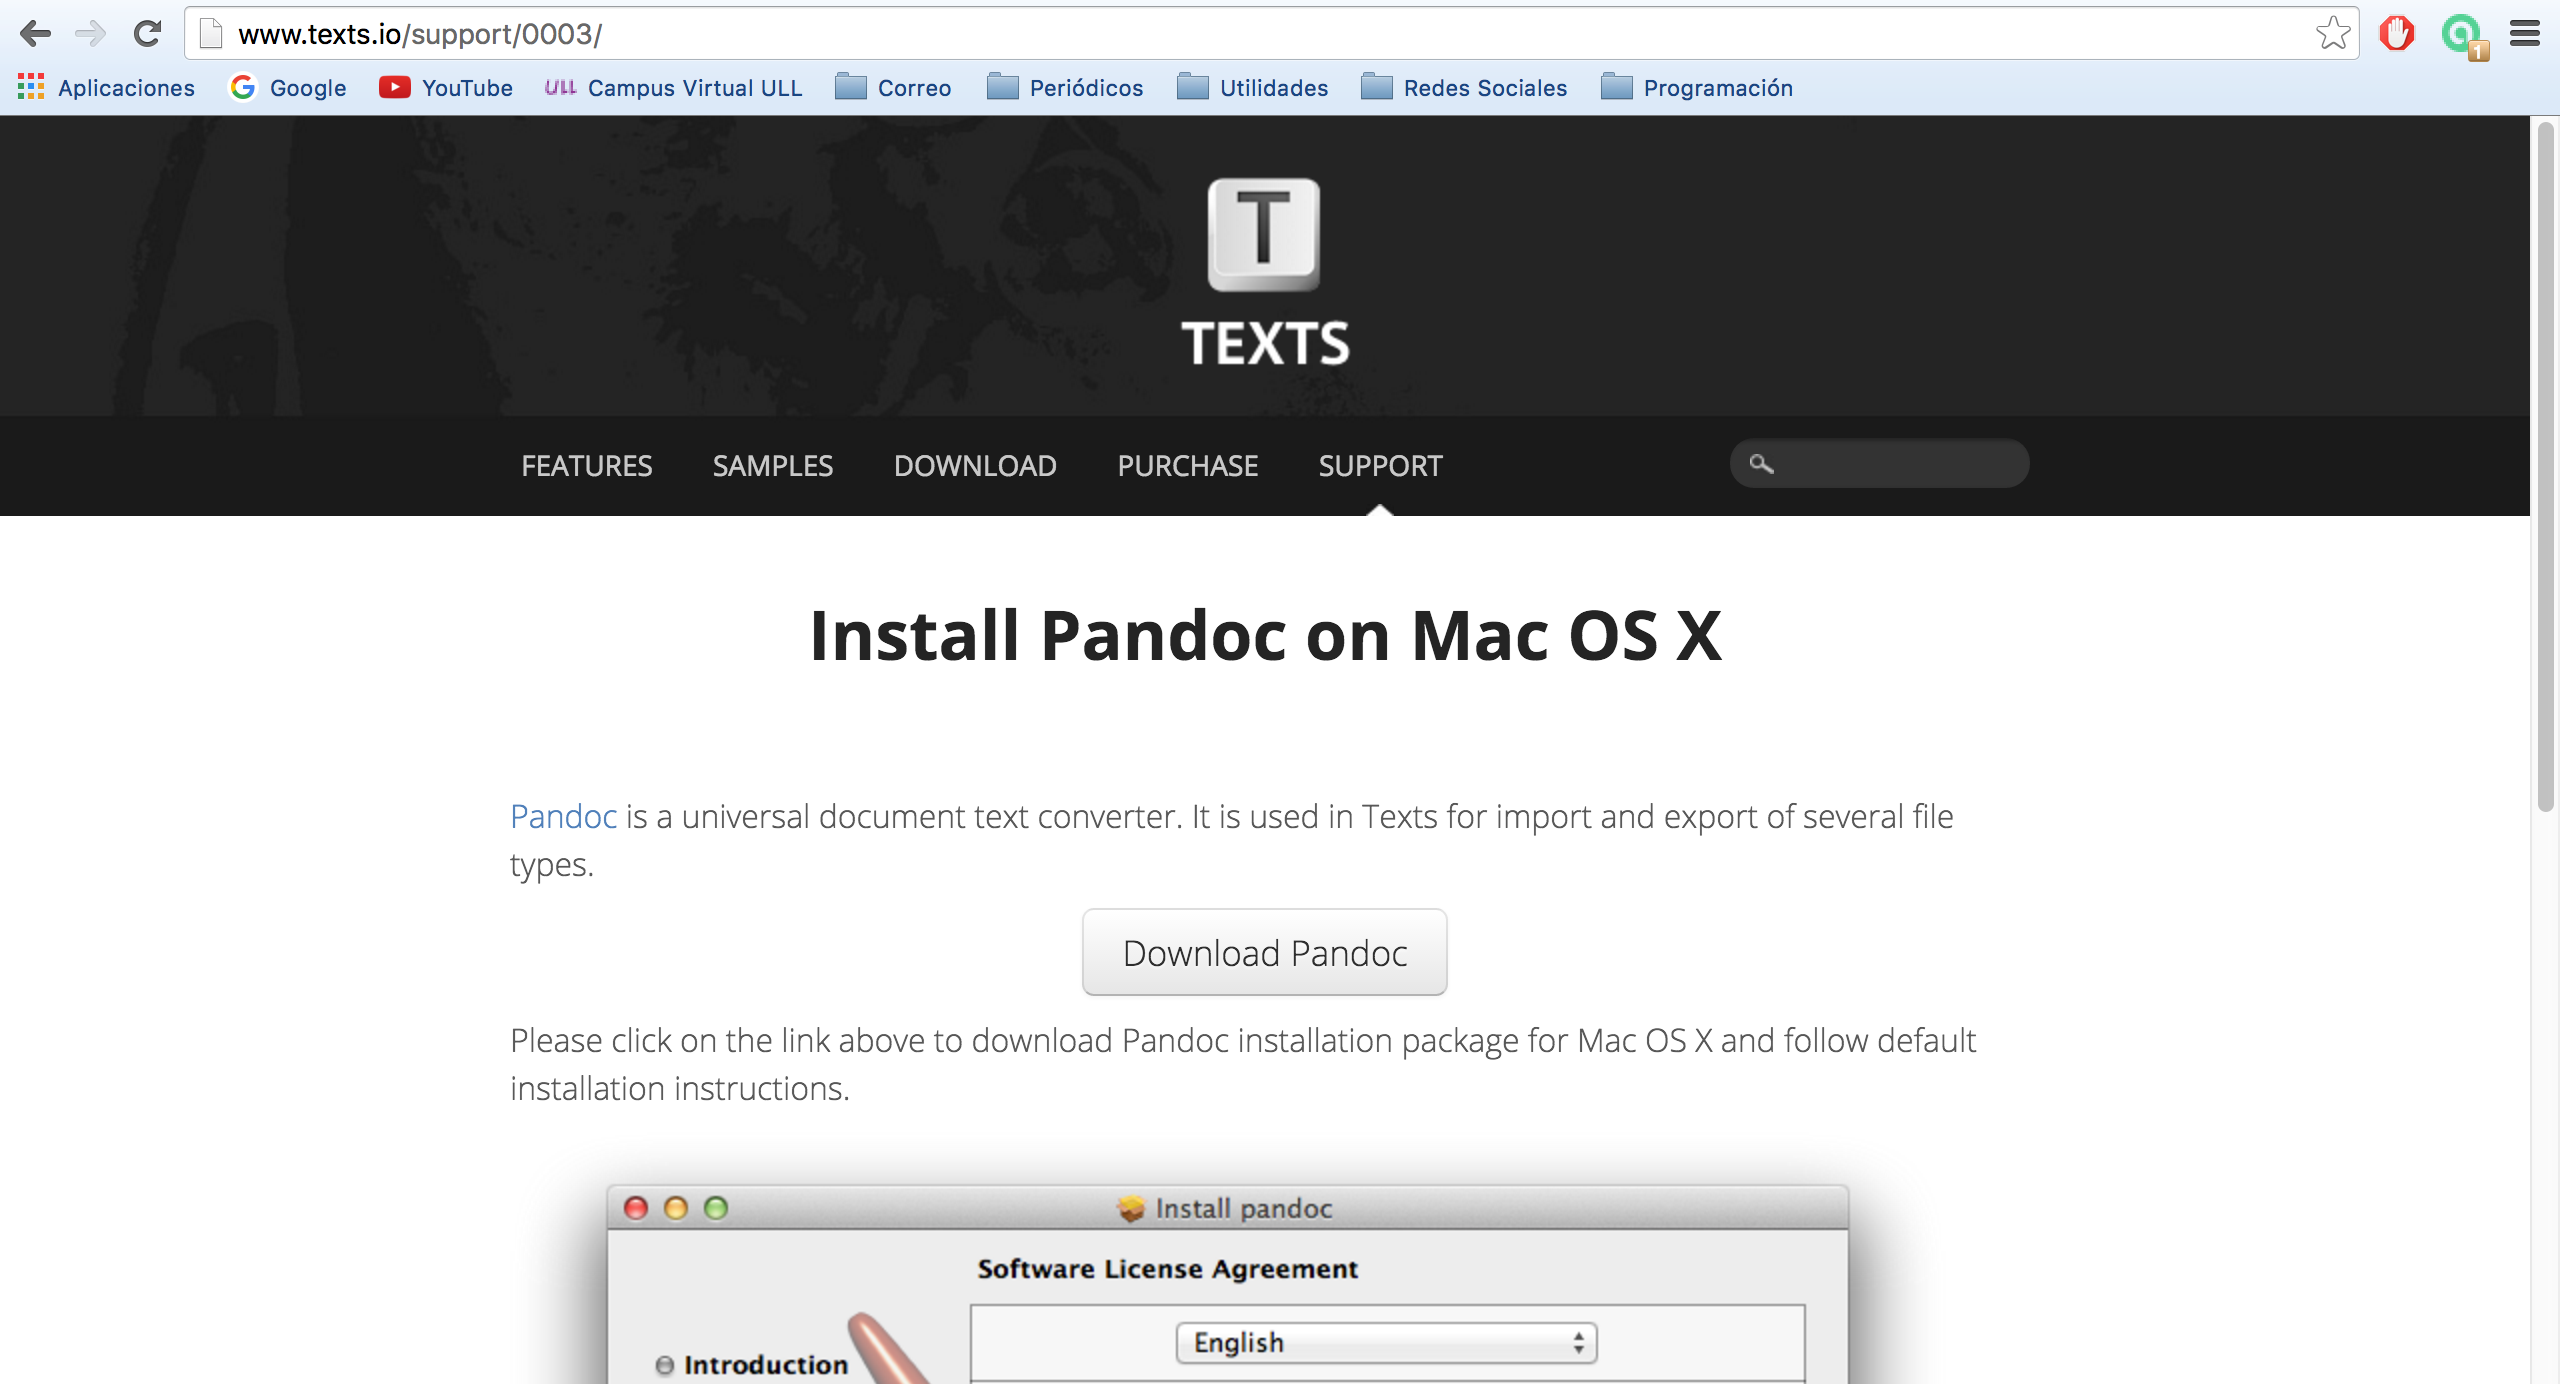 www.texts.io/support/0003/
1
Aplicaciones Google YouTube ULL Campus Virtual ULL Correo Periódicos Utilidades Redes Sociales Programación
T
TEXTS
FEATURES SAMPLES DOWNLOAD PURCHASE SUPPORT
Install Pandoc on Mac OS X
Pandoc is a universal document text converter. It is used in Texts for import and export of several file
types.
Download Pandoc
Please click on the link above to download Pandoc installation package for Mac OS X and follow default
installation instructions.
Install pandoc
Software License Agreement
English
Introduction